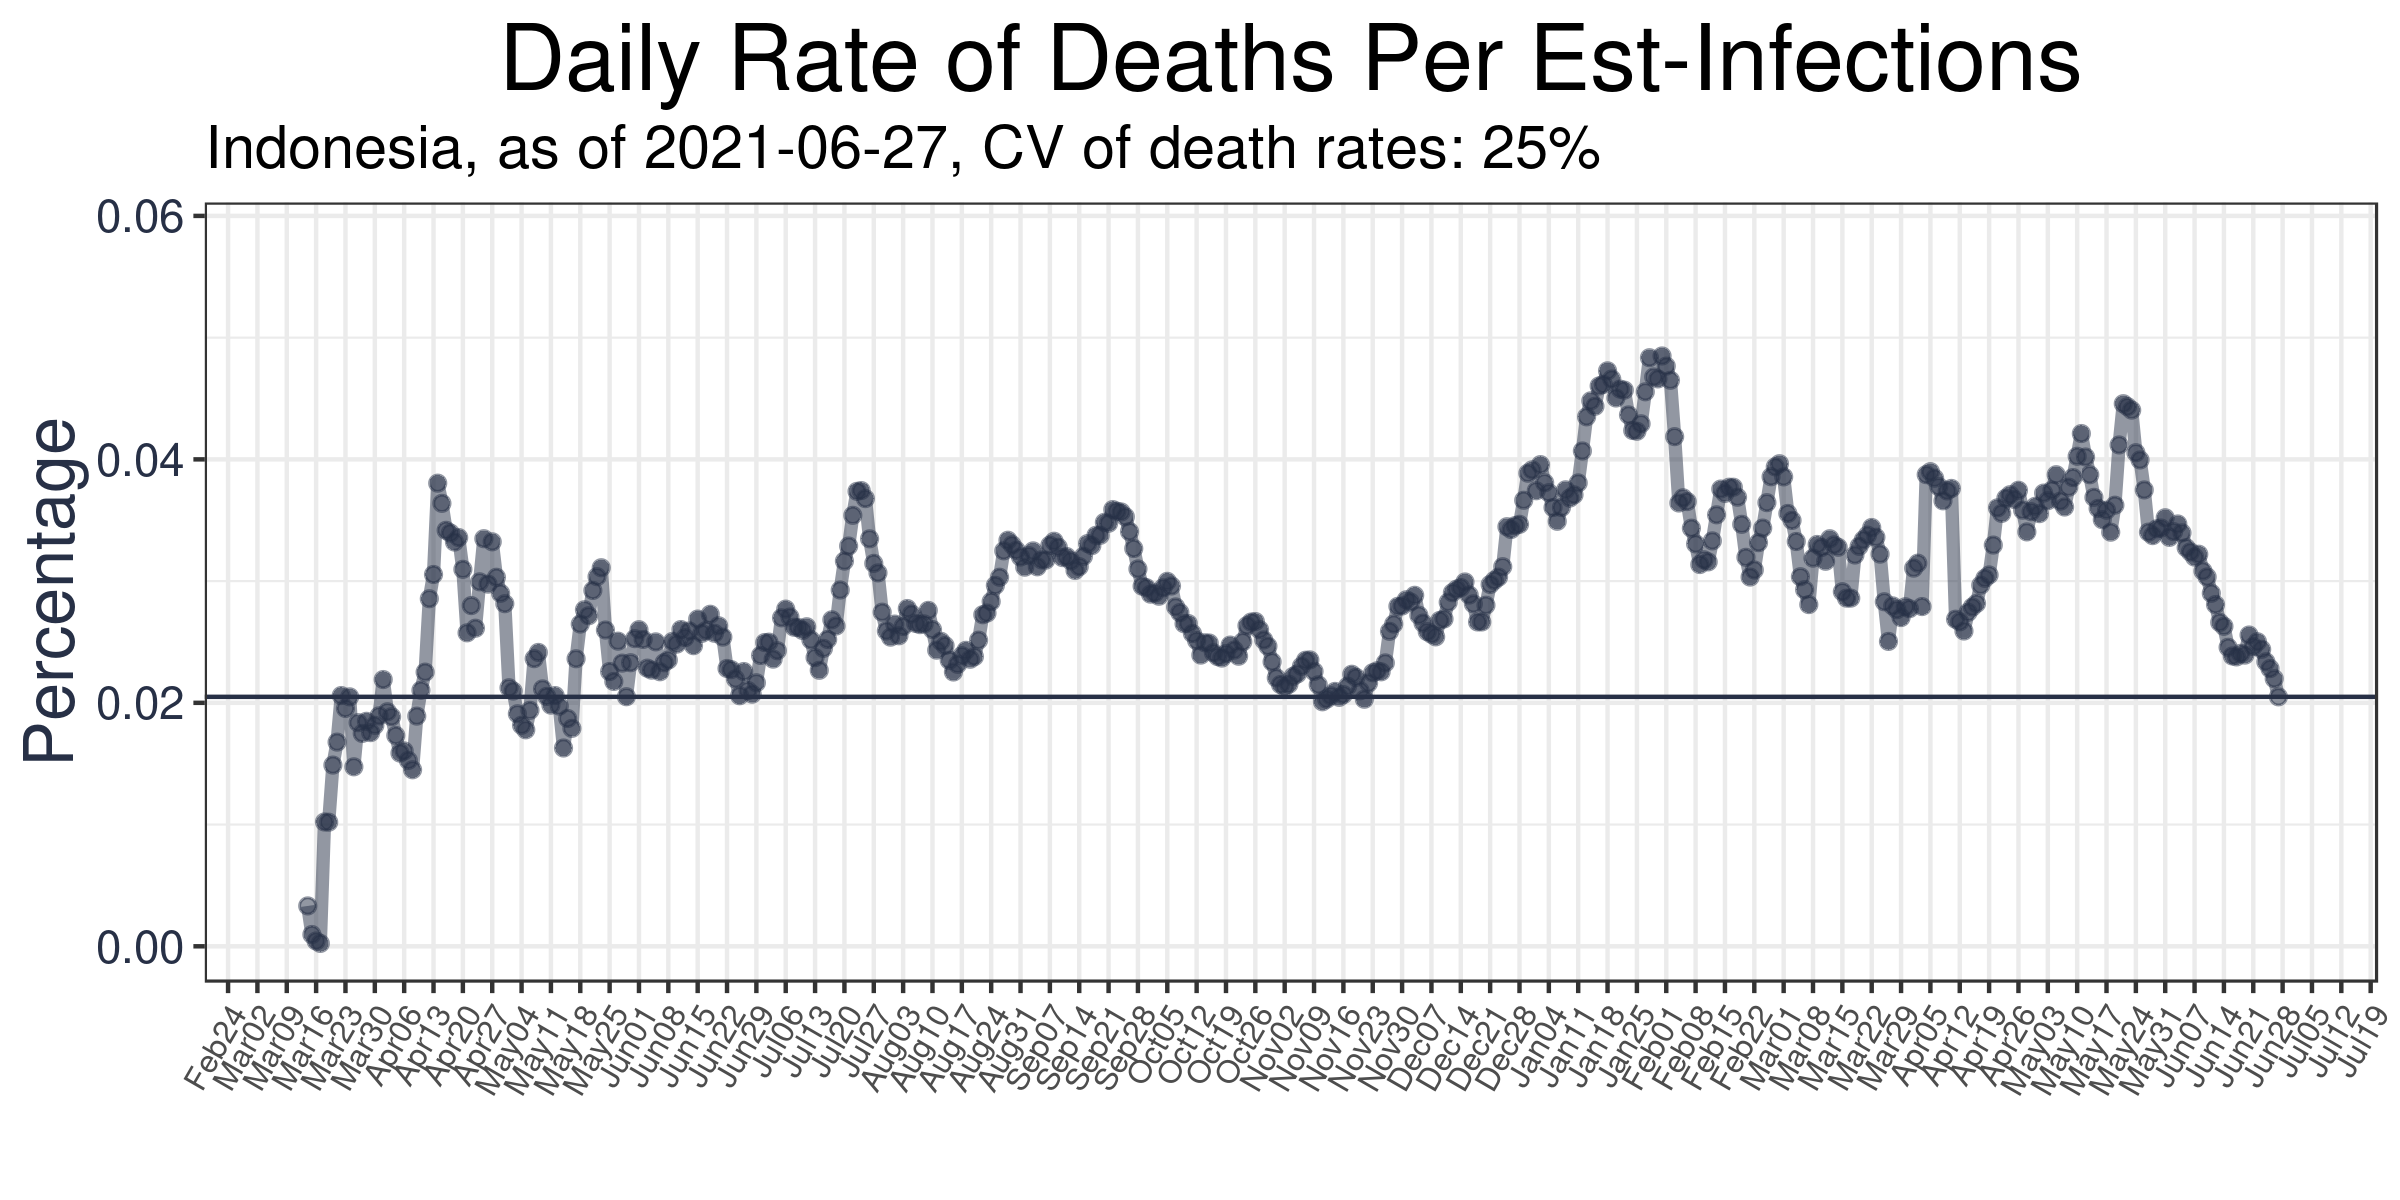 Daily Rate of Deaths Per Est-Infections
Indonesia, as of 2021-06-27, CV of death rates: 25%
Percentage
0.06
0.04
0.02
0.00
Feb24
Mar02
Mar09
Mar16
Mar23
Mar30
Apr06
Apr13
Apr20
Apr27
May04
May11
May18
May25
Jun01
Jun08
Jun15
Jun22
Jun29
Jul06
Jul13
Jul20
Jul27
Aug03
Aug10
Aug17
Aug24
Aug31
Sep07
Sep14
Sep21
Sep28
Oct05
Oct12
Oct19
Oct26
Nov02
Nov09
Nov16
Nov23
Nov30
Dec07
Dec14
Dec21
Dec28
Jan04
Jan11
Jan18
Jan25
Feb01
Feb08
Feb15
Feb22
Mar01
Mar08
Mar15
Mar22
Mar29
Apr05
Apr12
Apr19
Apr26
May03
May10
May17
May24
May31
Jun07
Jun14
Jun21
Jun28
Jul05
Jul12
Jul19